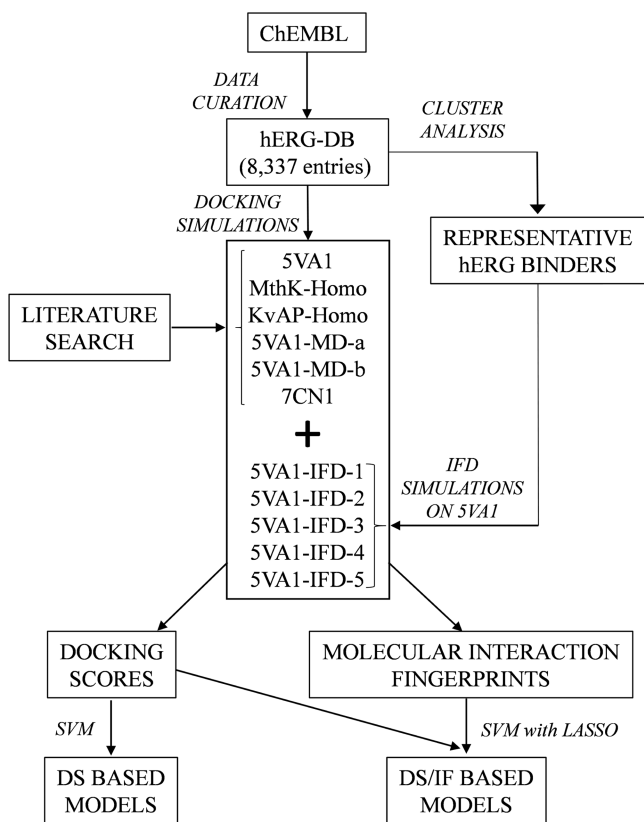 ChEMBL
DATA
CURATION
CLUSTER
ANALYSIS
hERG-DB
(8,337 entries)
DOCKING
SIMULATIONS
REPRESENTATIVE
hERG BINDERS
LITERATURE
SEARCH
5VA1
MthK-Homo
KvAP-Homo
5VA1-MD-a
5VA1-MD-b
7CN1
+
5VA1-IFD-1
5VA1-IFD-2
5VA1-IFD-3
5VA1-IFD-4
5VA1-IFD-5
IFD
SIMULATIONS
ON 5VA1
DOCKING
SCORES
MOLECULAR INTERACTION
FINGERPRINTS
SVM
SVM with LASSO
DS BASED
MODELS
DS/IF BASED
MODELS